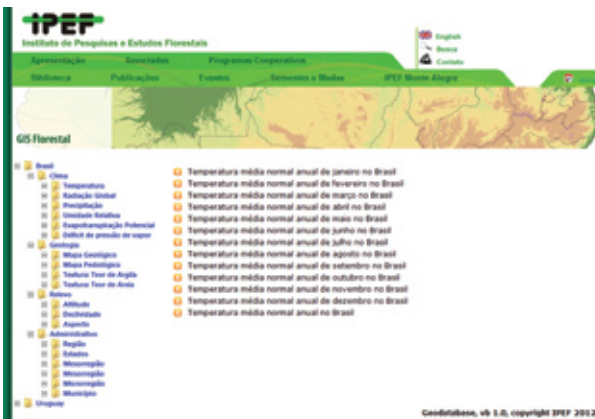 IPEF
Instituto de Pesquisas e Estudos Florestais
English
Busca
Contato
Apresentação Associadas Programas Cooperativos
Biblioteca Publicações Eventos Sementes e Mudas IPEF Monte Alegre
GIS Florestal
Brasil
Clima
Temperatura
Radiação Global
Precipitação
Umidade Relativa
Evapotranspiração Potencial
Déficit de pressão de vapor
Geologia
Mapa Geológico
Mapa Pedológico
Textura Teor de Argila
Textura Teor de Areia
Relevo
Altitude
Declividade
Aspecto
Administrativo
Região
Estados
Mesorregião
Mesorregião
Microrregião
Município
Uruguay
Temperatura média normal anual de janeiro no Brasil
Temperatura média normal anual de fevereiro no Brasil
Temperatura média normal anual de março no Brasil
Temperatura média normal anual de abril no Brasil
Temperatura média normal anual de maio no Brasil
Temperatura média normal anual de junho no Brasil
Temperatura média normal anual de julho no Brasil
Temperatura média normal anual de agosto no Brasil
Temperatura média normal anual de setembro no Brasil
Temperatura média normal anual de outubro no Brasil
Temperatura média normal anual de novembro no Brasil
Temperatura média normal anual de dezembro no Brasil
Temperatura média normal anual no Brasil
Geodatabase, vb 1.0, copyright IPEF 2012